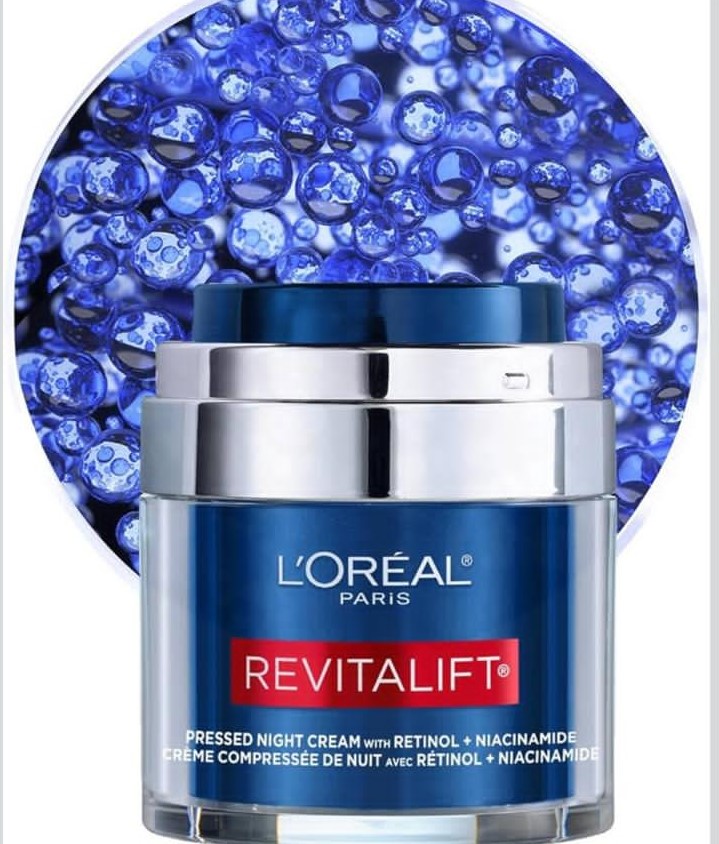 L'ORÉAL®
PARiS
REVITALIFT®
PRESSED NIGHT CREAM WITH RETINOL + NIACINAMIDE
CRÈME COMPRESSÉE DE NUIT AVEC RÉTINOL + NIACINAMIDE